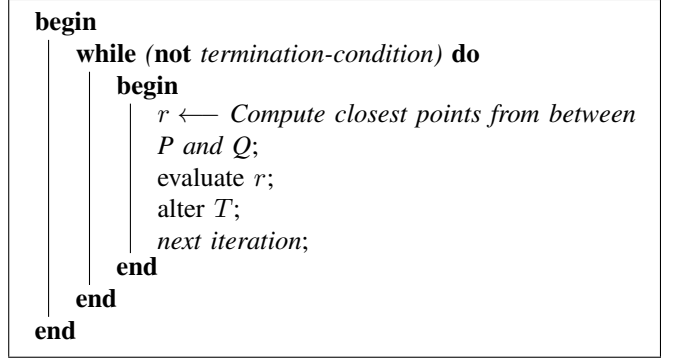 begin
while (not termination-condition) do
begin
r ⟵ Compute closest points from between
P and Q;
evaluate r;
alter T;
next iteration;
end
end
end